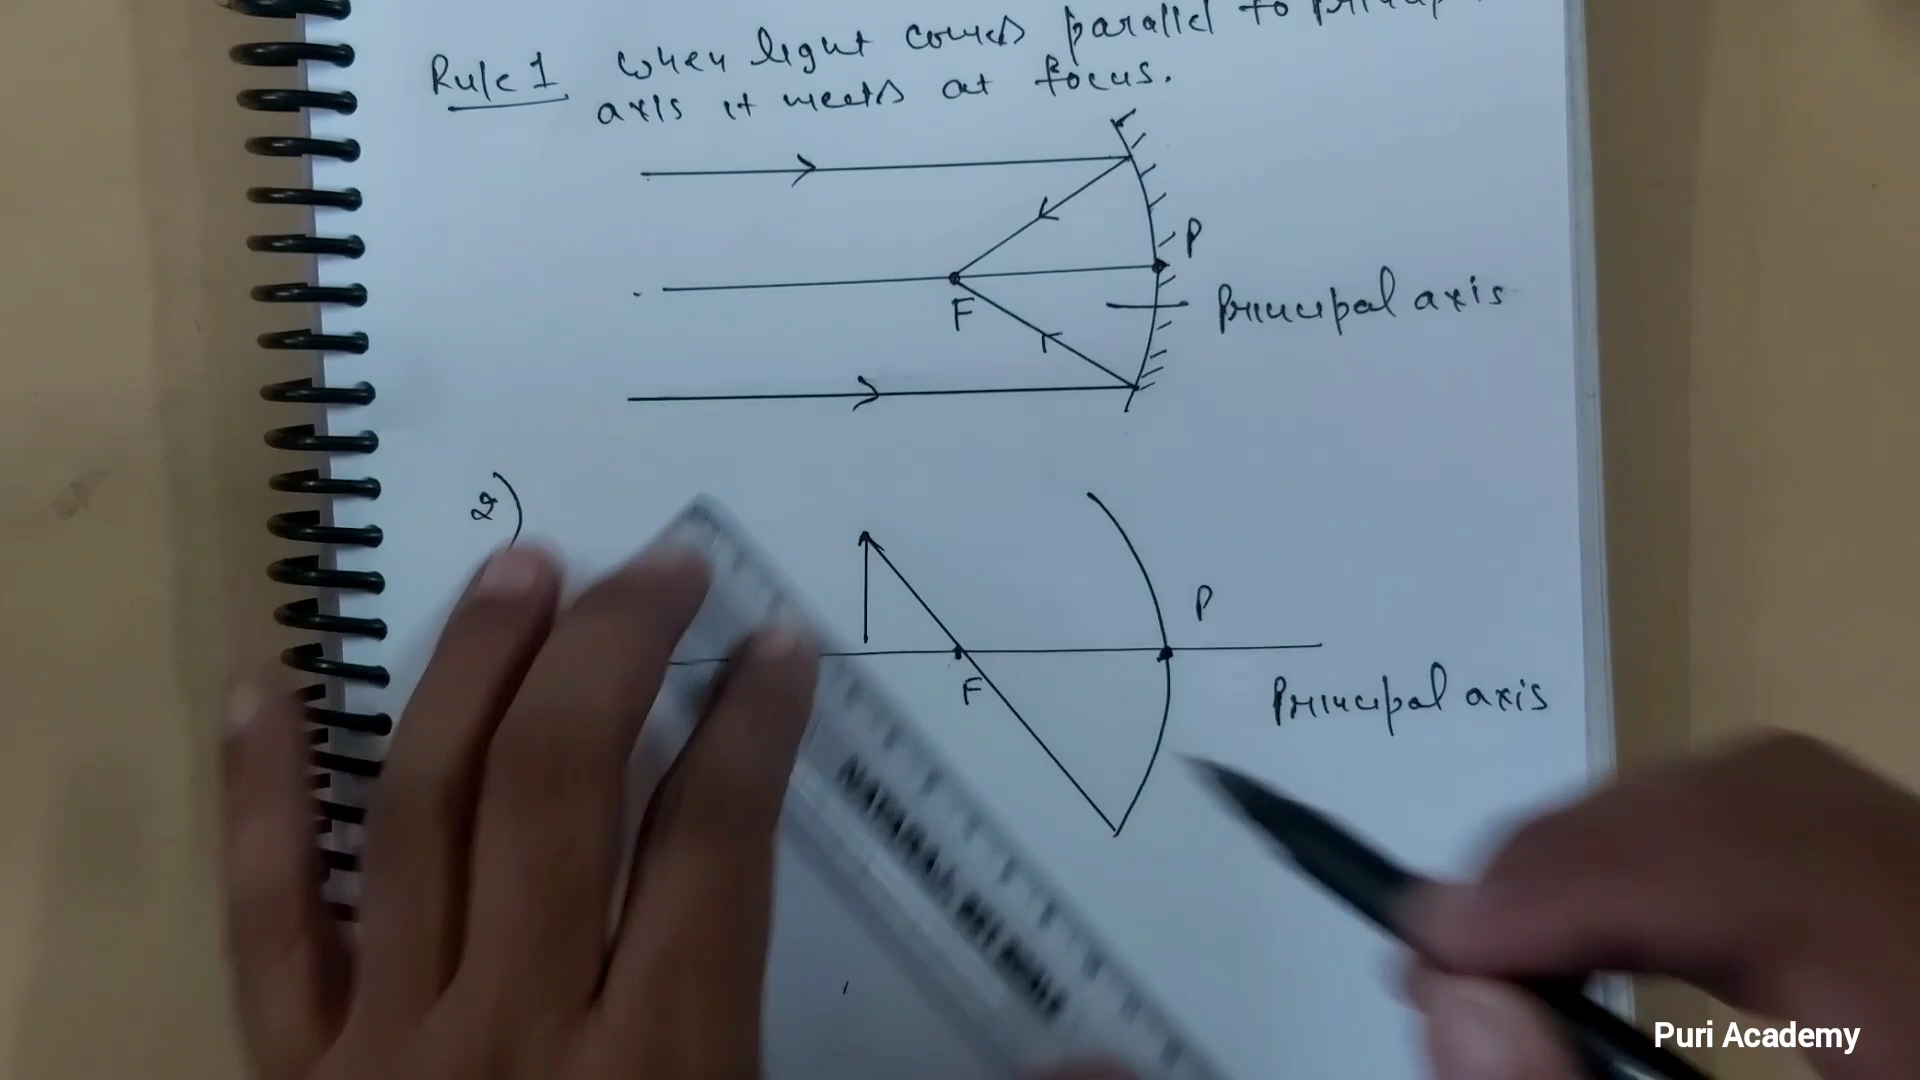 Rule 1 when light comes parallel to
axis it meets at focus.
P
F
Principal axis
2)
P
F
Principal axis
Puri Academy